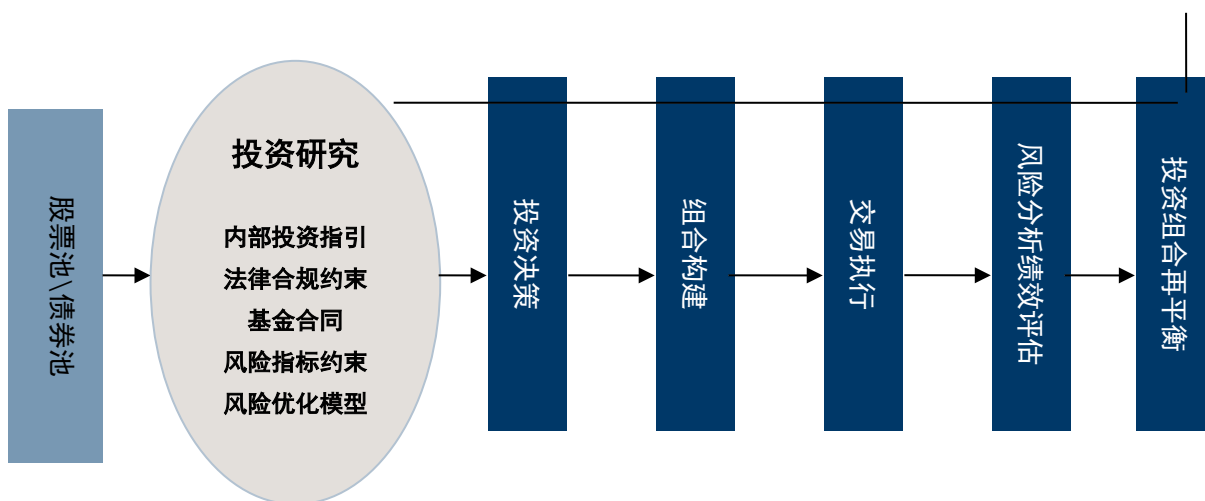 股票池\债券池
投资研究
内部投资指引
法律合规约束
基金合同
风险指标约束
风险优化模型
投资决策
组合构建
交易执行
风险分析绩效评估
投资组合再平衡